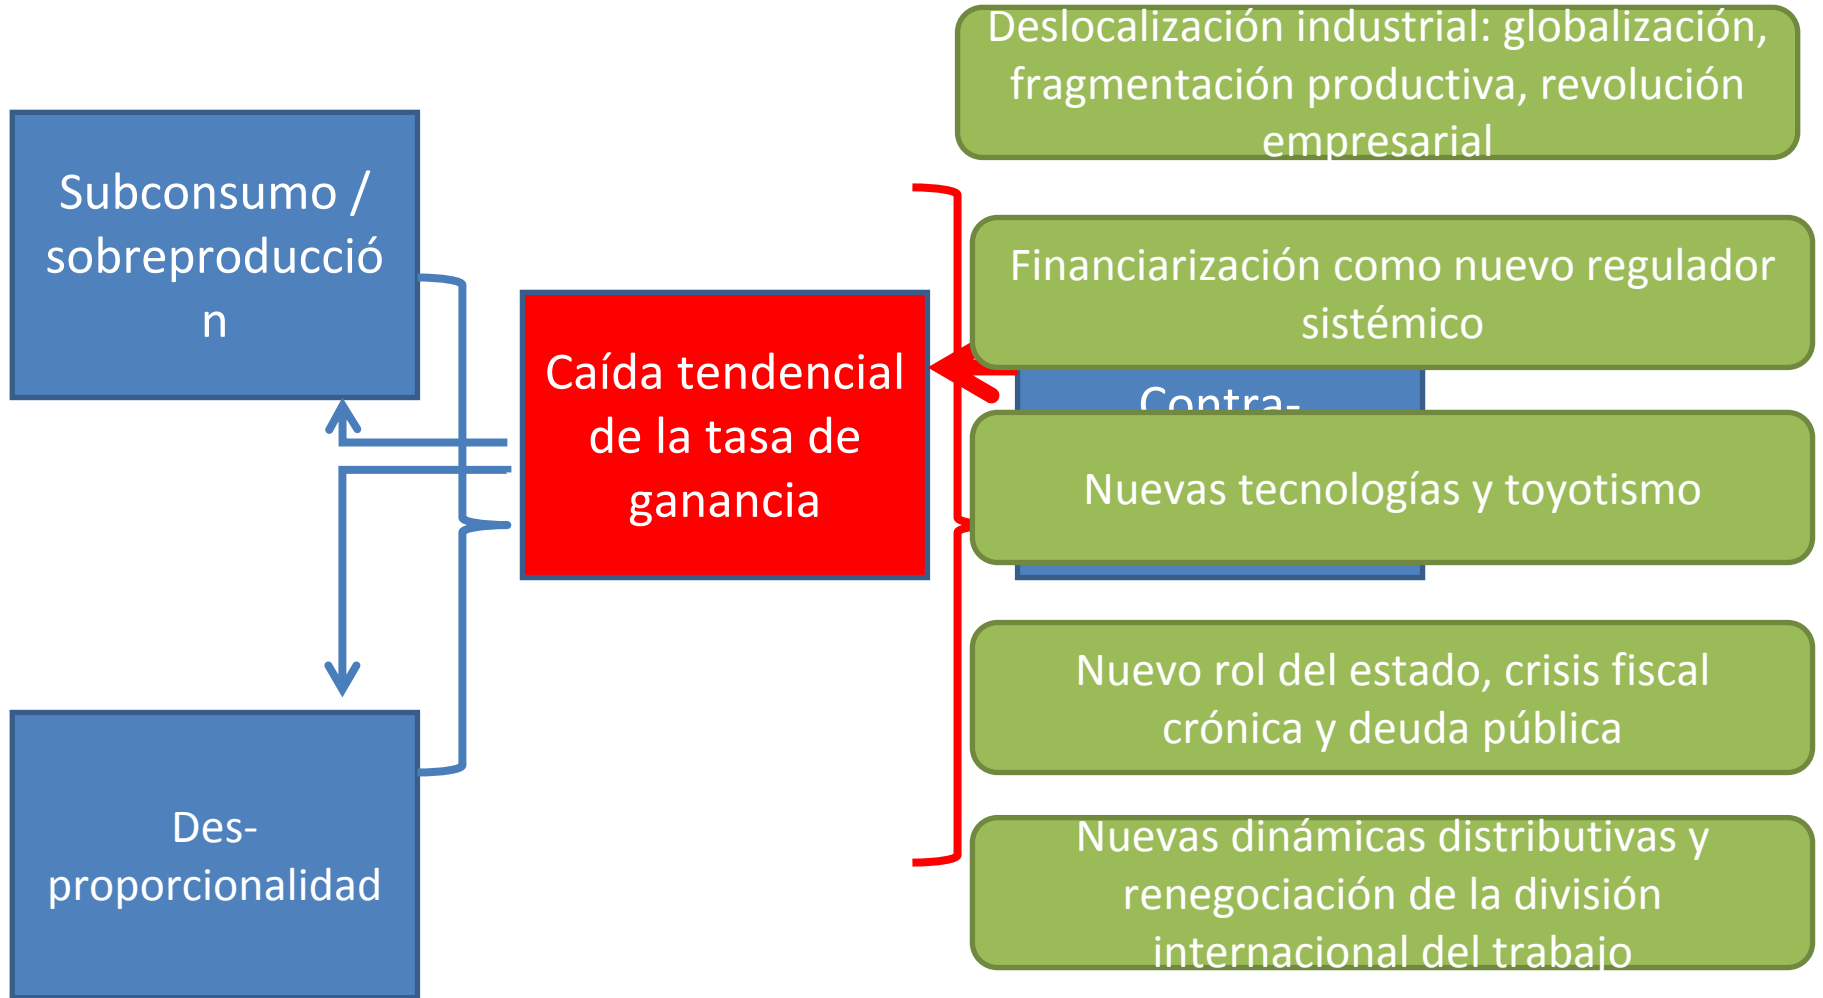 Deslocalización industrial: globalización,
fragmentación productiva, revolución
empresarial
Subconsumo /
sobreproducció
n
Financiarización como nuevo regulador
sistémico
Caída tendencial
de la tasa de
ganancia
Contra-
Nuevas tecnologías y toyotismo
Nuevo rol del estado, crisis fiscal
crónica y deuda pública
Des-
proporcionalidad
Nuevas dinámicas distributivas y
renegociación de la división
internacional del trabajo